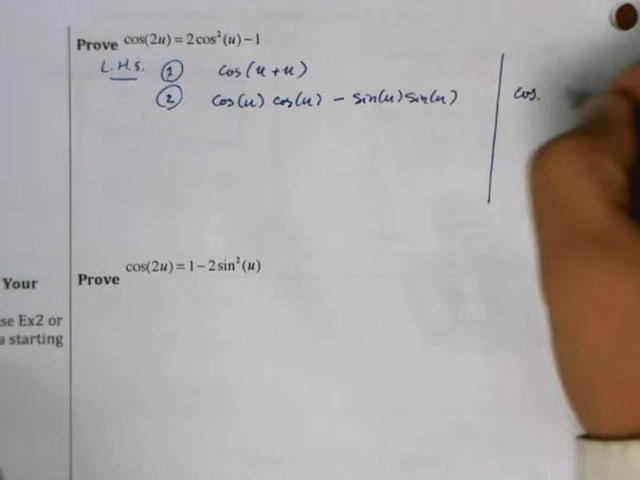 Prove cos(2u) = 2cos²(u) − 1
L.H.S. ① cos(u + u)
② cos(u) cos(u) − sin(u) sin(u)
cos.
Prove cos(2u) = 1 − 2sin²(u)
Your
se Ex2 or
a starting